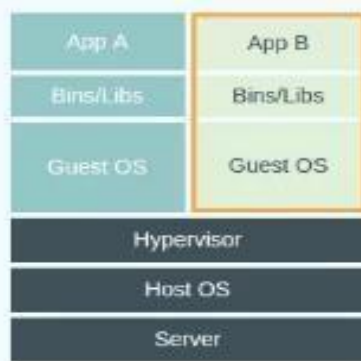 App A App B
Bins/Libs Bins/Libs
Guest OS Guest OS
Hypervisor
Host OS
Server